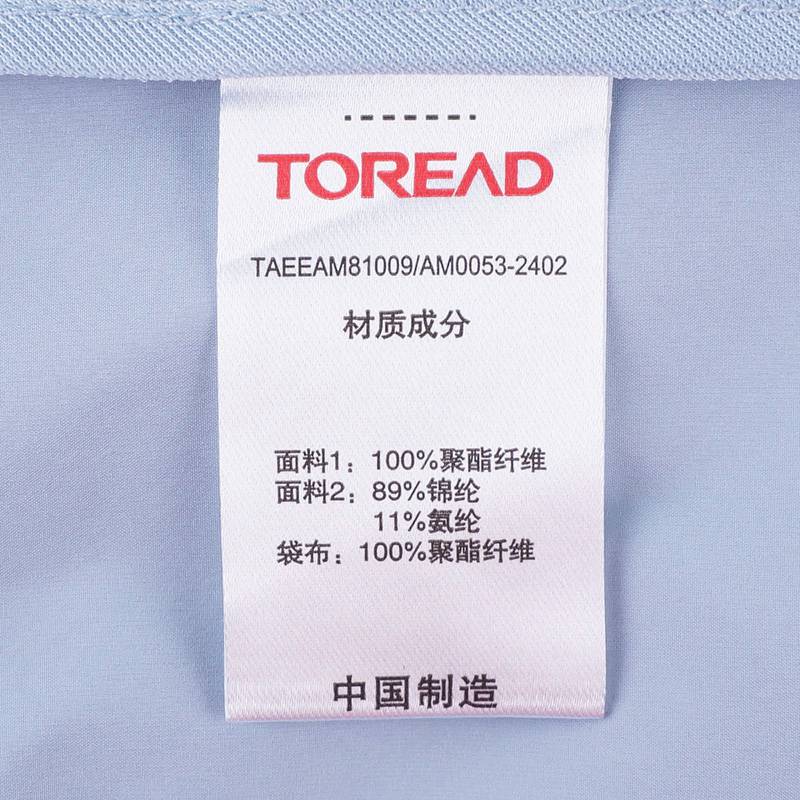 TOREAD
TAEEAM81009/AM0053-2402
材质成分
面料1：100%聚酯纤维
面料2：89%锦纶
11%氨纶
袋布：100%聚酯纤维
中国制造